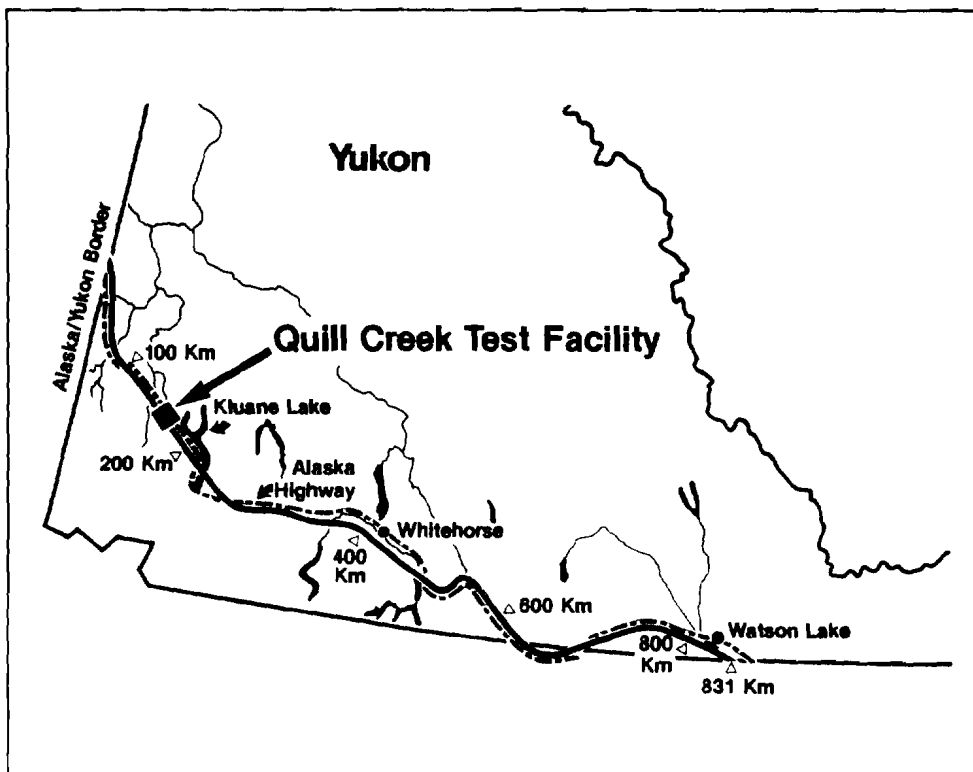 Yukon
Alaska/Yukon Border
100 Km
Quill Creek Test Facility
Kluane Lake
200 Km
Alaska
Highway
Whitehorse
400
Km
600 Km
Watson Lake
800
Km
831 Km